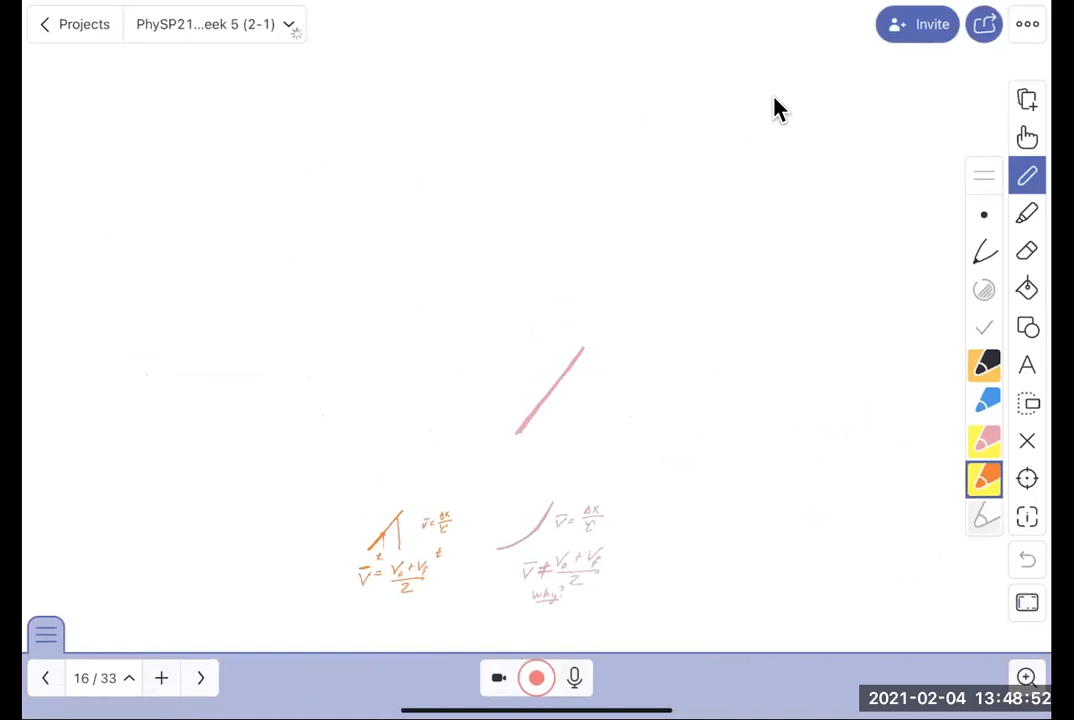 Projects
PhySP21...eek 5 (2-1)
Invite
A
v̄ = Δx/t
t
t
v̄ = (V₀ + V_f)/2
v̄ = Δx/t
v̄ ≠ (V₀ + V_f)/2
why?
16 / 33
2021-02-04 13:48:52